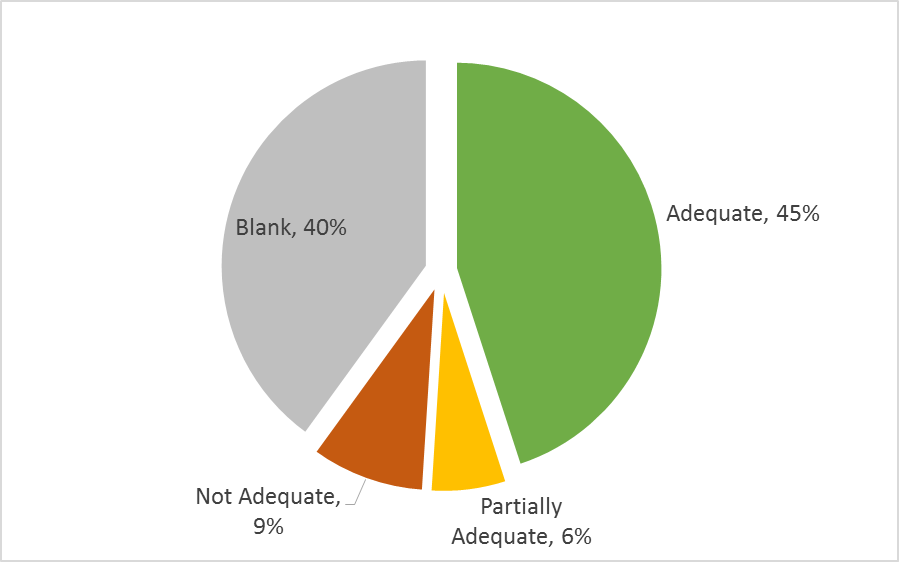 Adequate, 45%
Blank, 40%
Not Adequate,
9%
Partially
Adequate, 6%